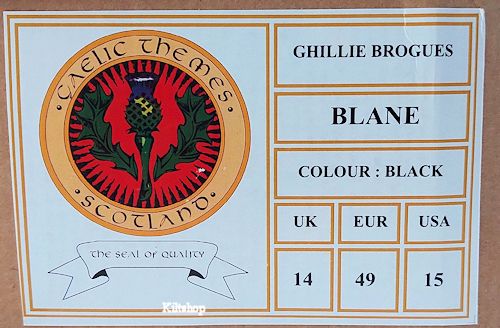 GAELIC THEMES
SCOTLAND
THE SEAL OF QUALITY
Kiltshop
GHILLIE BROGUES
BLANE
COLOUR : BLACK
UK EUR USA
14 49 15